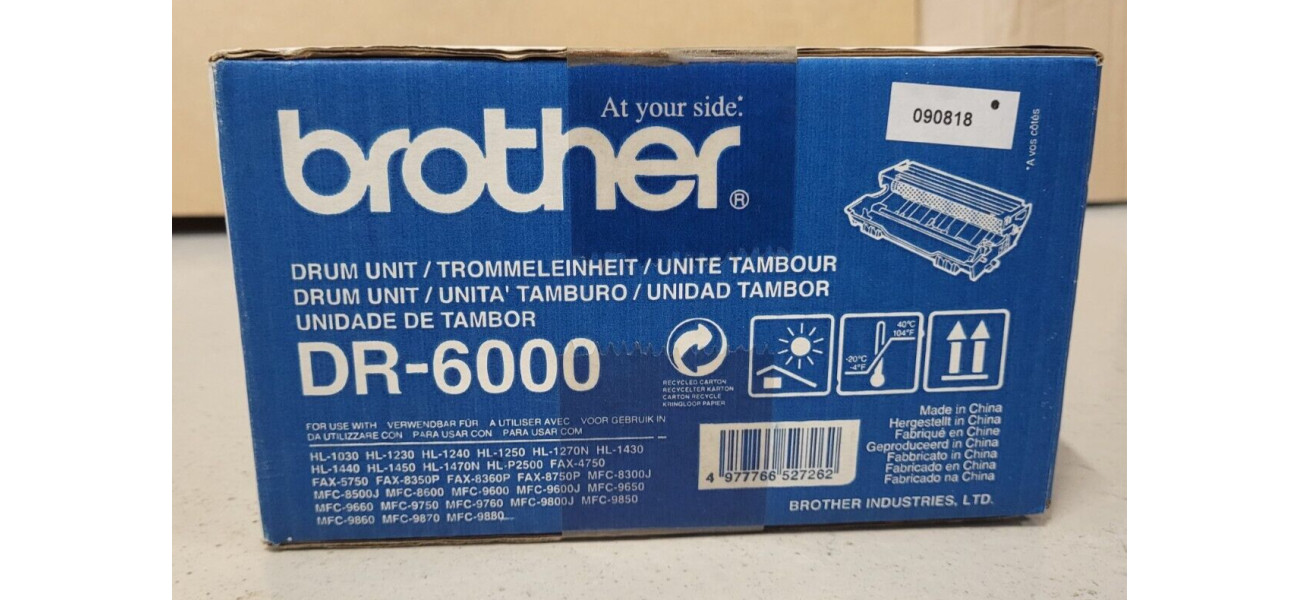 At your side.*
brother®
090818
*A vos côtés
DRUM UNIT / TROMMELEINHEIT / UNITE TAMBOUR
DRUM UNIT / UNITA' TAMBURO / UNIDAD TAMBOR
UNIDADE DE TAMBOR
DR-6000
RECYCLED CARTON
RECYCELTER KARTON
CARTON RECYCLE
KRINGLOOP PAPIER
-20°C
-4°F
40°C
104°F
FOR USE WITH VERWENDBAR FÜR A UTILISER AVEC VOOR GEBRUIK IN
DA UTILIZZARE CON PARA USAR CON PARA USAR COM
HL-1030 HL-1230 HL-1240 HL-1250 HL-1270N HL-1430
HL-1440 HL-1450 HL-1470N HL-P2500 FAX-4750
FAX-5750 FAX-8350P FAX-8360P FAX-8750P MFC-8300J
MFC-8500J MFC-8600 MFC-9600 MFC-9600J MFC-9650
MFC-9660 MFC-9750 MFC-9760 MFC-9800J MFC-9850
MFC-9860 MFC-9870 MFC-9880
4 977766 527262
Made in China
Hergestellt in China
Fabriqué en Chine
Geproduceerd in China
Fabbricato in China
Fabricado en China
Fabricado na China
BROTHER INDUSTRIES, LTD.